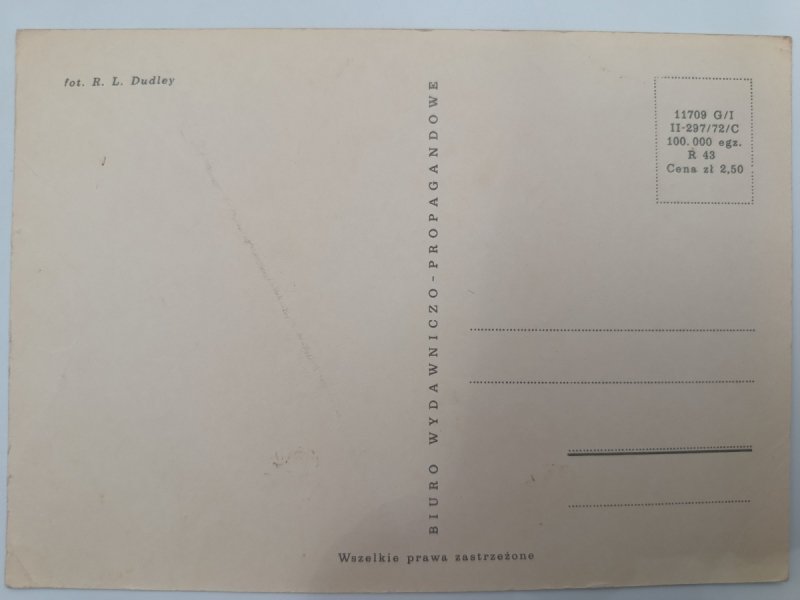 fot. R. L. Dudley
BIURO WYDAWNICZO-PROPAGANDOWE
11709 G/I
II-297/72/C
100.000 egz.
R 43
Cena zł 2,50
Wszelkie prawa zastrzeżone